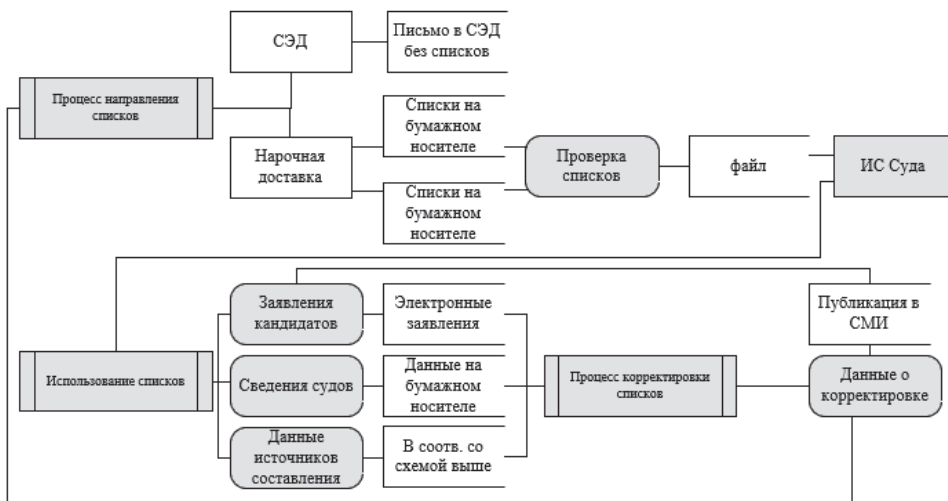 СЭД
Письмо в СЭД
без списков
Процесс направления
списков
Списки на
бумажном
носителе
Нарочная
доставка
Списки на
бумажном
носителе
Проверка
списков
файл
ИС Суда
Заявления
кандидатов
Электронные
заявления
Публикация в
СМИ
Использование списков
Сведения судов
Данные на
бумажном
носителе
Процесс корректировки
списков
Данные о
корректировке
Данные
источников
составления
В соотв. со
схемой выше